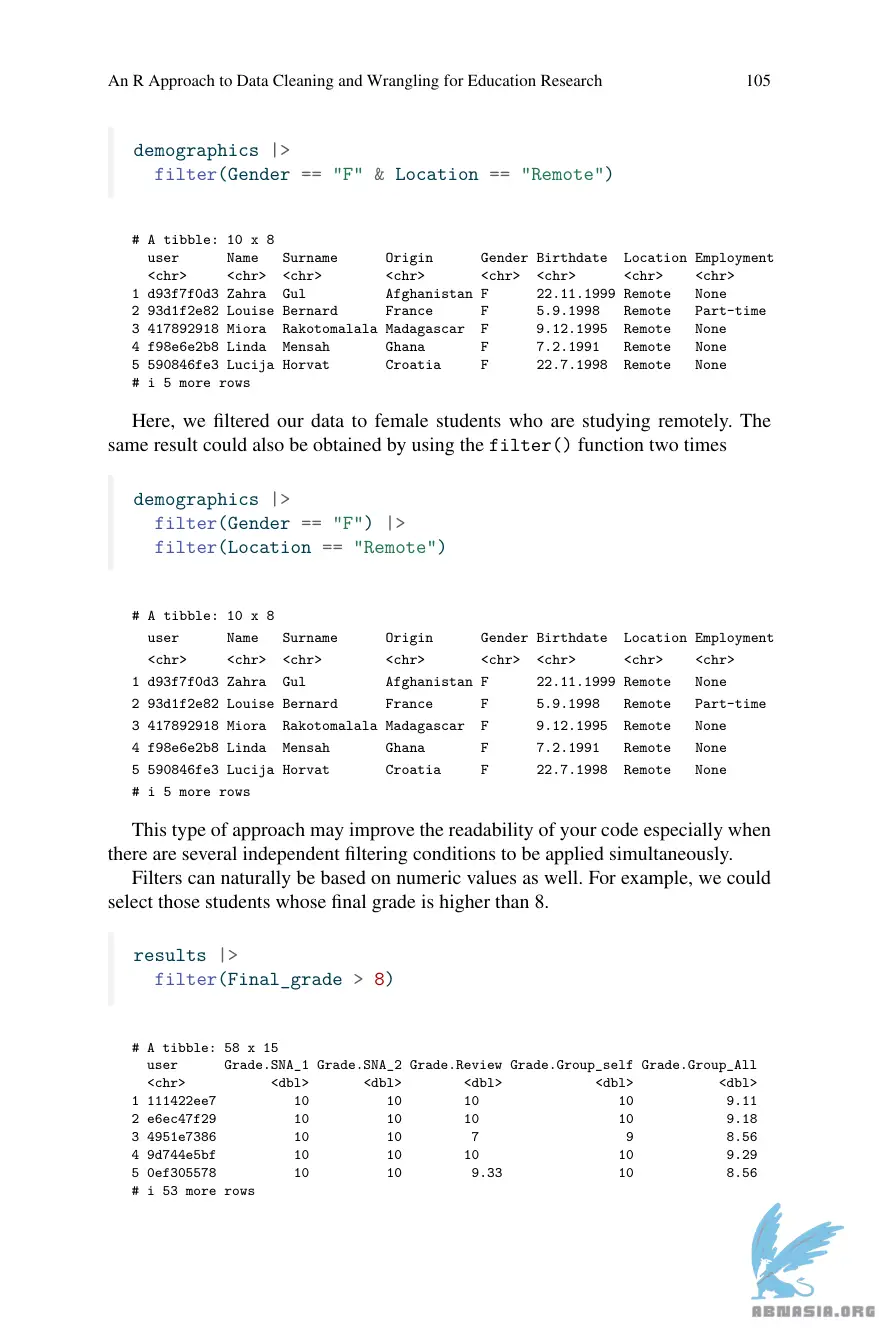 An R Approach to Data Cleaning and Wrangling for Education Research 105
demographics |>
  filter(Gender == "F" & Location == "Remote")
# A tibble: 10 x 8
  user      Name   Surname      Origin      Gender Birthdate  Location Employment
  <chr>     <chr>  <chr>        <chr>       <chr>  <chr>      <chr>    <chr>
1 d93f7f0d3 Zahra  Gul          Afghanistan F      22.11.1999 Remote   None
2 93d1f2e82 Louise Bernard      France      F      5.9.1998   Remote   Part-time
3 417892918 Miora  Rakotomalala Madagascar  F      9.12.1995  Remote   None
4 f98e6e2b8 Linda  Mensah       Ghana       F      7.2.1991   Remote   None
5 590846fe3 Lucija Horvat       Croatia     F      22.7.1998  Remote   None
# i 5 more rows
Here, we filtered our data to female students who are studying remotely. The
same result could also be obtained by using the filter() function two times
demographics |>
  filter(Gender == "F") |>
  filter(Location == "Remote")
# A tibble: 10 x 8
  user      Name   Surname      Origin      Gender Birthdate  Location Employment
  <chr>     <chr>  <chr>        <chr>       <chr>  <chr>      <chr>    <chr>
1 d93f7f0d3 Zahra  Gul          Afghanistan F      22.11.1999 Remote   None
2 93d1f2e82 Louise Bernard      France      F      5.9.1998   Remote   Part-time
3 417892918 Miora  Rakotomalala Madagascar  F      9.12.1995  Remote   None
4 f98e6e2b8 Linda  Mensah       Ghana       F      7.2.1991   Remote   None
5 590846fe3 Lucija Horvat       Croatia     F      22.7.1998  Remote   None
# i 5 more rows
This type of approach may improve the readability of your code especially when
there are several independent filtering conditions to be applied simultaneously.
Filters can naturally be based on numeric values as well. For example, we could
select those students whose final grade is higher than 8.
results |>
  filter(Final_grade > 8)
# A tibble: 58 x 15
  user      Grade.SNA_1 Grade.SNA_2 Grade.Review Grade.Group_self Grade.Group_All
  <chr>           <dbl>       <dbl>        <dbl>            <dbl>           <dbl>
1 111422ee7          10          10        10                  10            9.11
2 e6ec47f29          10          10        10                  10            9.18
3 4951e7386          10          10         7                   9            8.56
4 9d744e5bf          10          10        10                  10            9.29
5 0ef305578          10          10         9.33               10            8.56
# i 53 more rows
ABNASIA.ORG